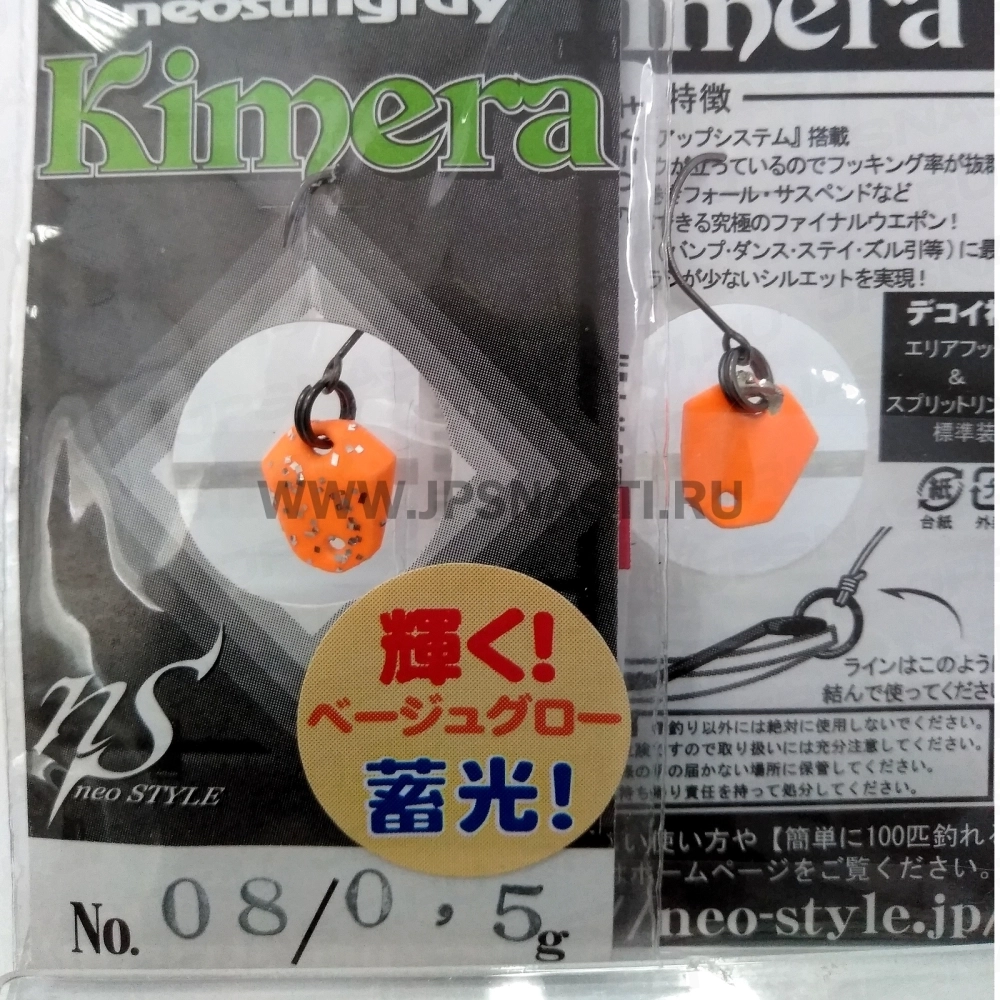 neostingray
Kimera
WWW.JPSNASTI.RU
輝く!
ベージュグロー
蓄光!
ns
neo STYLE
No. 08/0,5g
imera
特徴
アップシステム』搭載
が立っているのでフッキング率が抜群
フォール・サスペンドなど
できる究極のファイナルウエポン!
(バンプ・ダンス・ステイ・ズル引等)に最
が少ないシルエットを実現!
デコイ
エリアフッ
&
スプリットリン
標準装
紙
台紙
外
ラインはこのよう
結んで使ってくださ
釣り以外には絶対に使用しないでください。
すので取り扱いには充分注意してください。
の届かない場所に保管してください。
責任を持って処分してください。
い使い方や【簡単に100匹釣れ
ホームページをご覧ください。
//neo-style.jp/